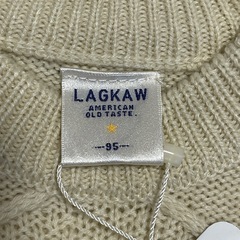 LAGKAW
AMERICAN
OLD TASTE.
-95-